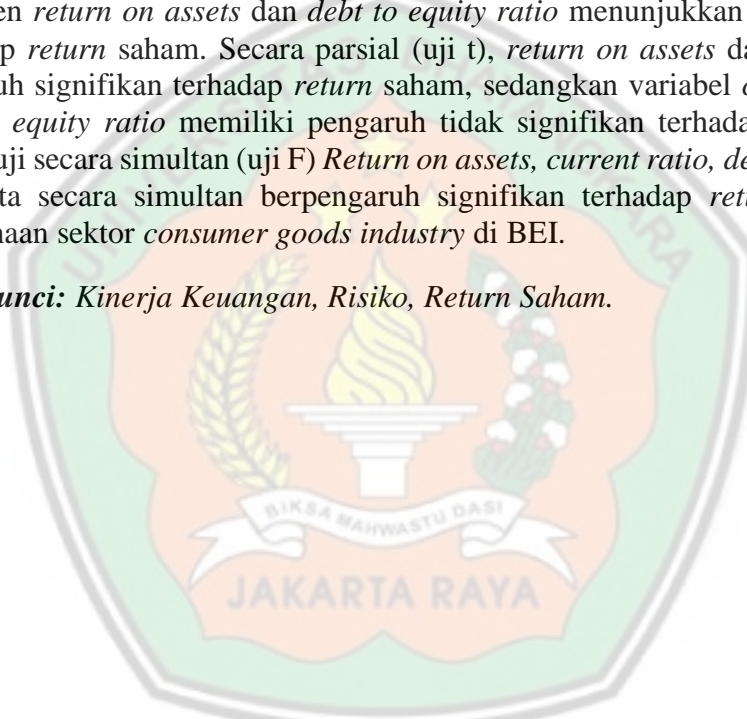 en return on assets dan debt to equity ratio menunjukkan
p return saham. Secara parsial (uji t), return on assets da
uh signifikan terhadap return saham, sedangkan variabel
equity ratio memiliki pengaruh tidak signifikan terhada
uji secara simultan (uji F) Return on assets, current ratio, de
ta secara simultan berpengaruh signifikan terhadap retu
naan sektor consumer goods industry di BEI.
unci: Kinerja Keuangan, Risiko, Return Saham.
BIKSA MAHWASTU DASI
JAKARTA RAYA